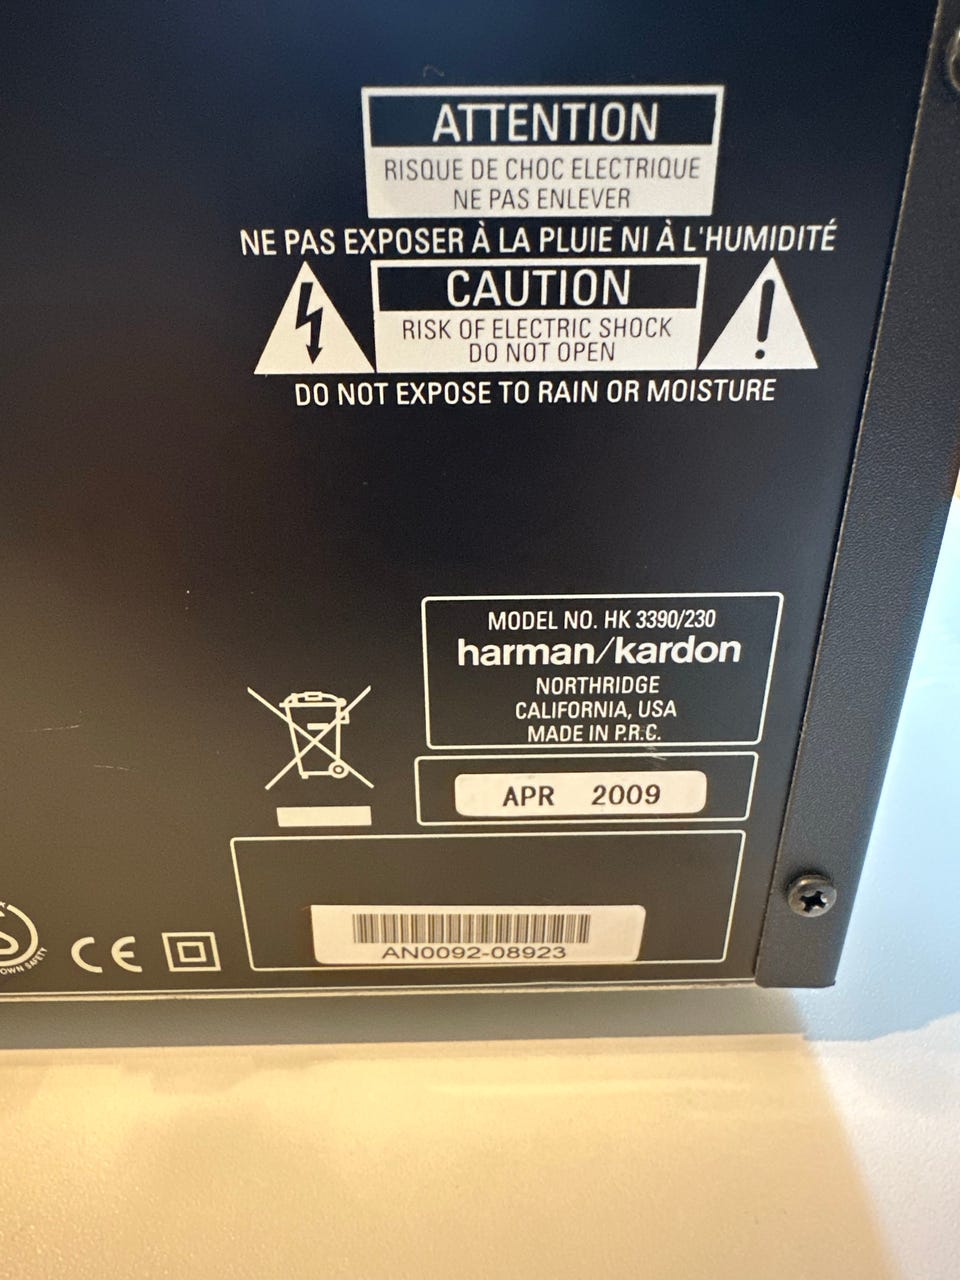 ATTENTION
RISQUE DE CHOC ELECTRIQUE
NE PAS ENLEVER
NE PAS EXPOSER À LA PLUIE NI À L'HUMIDITÉ
CAUTION
RISK OF ELECTRIC SHOCK
DO NOT OPEN
DO NOT EXPOSE TO RAIN OR MOISTURE
MODEL NO. HK 3390/230
harman/kardon
NORTHRIDGE
CALIFORNIA, USA
MADE IN P.R.C.
APR 2009
AN0092-08923
CE
SAFETY